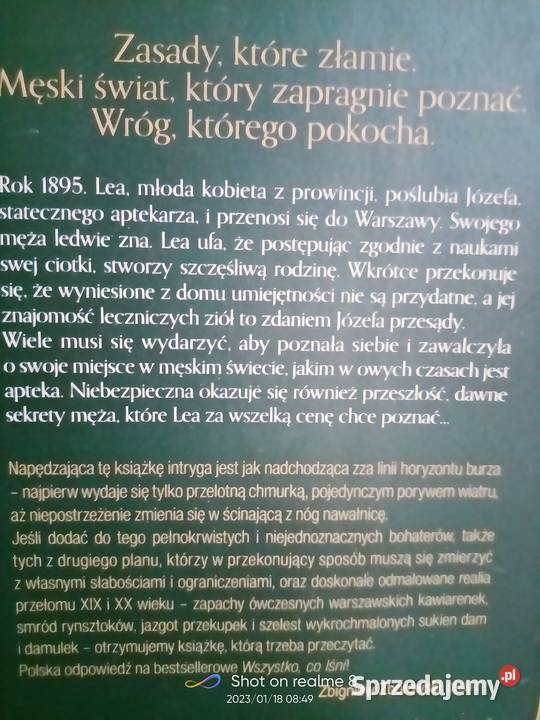 Zasady, które złamie.
Męski świat, który zapragnie poznać.
Wróg, którego pokocha.
Rok 1895. Lea, młoda kobieta z prowincji, poślubia Józefa,
statecznego aptekarza, i przenosi się do Warszawy. Swojego
męża ledwie zna. Lea ufa, że postępując zgodnie z naukami
swej ciotki, stworzy szczęśliwą rodzinę. Wkrótce przekonuje
się, że wyniesione z domu umiejętności nie są przydatne, a jej
znajomość leczniczych ziół to zdaniem Józefa przesądy.
Wiele musi się wydarzyć, aby poznała siebie i zawalczyła
o swoje miejsce w męskim świecie, jakim w owych czasach jest
apteka. Niebezpieczna okazuje się również przeszłość, dawne
sekrety męża, które Lea za wszelką cenę chce poznać...
Napędzająca tę książkę intryga jest jak nadchodząca zza linii horyzontu burza
– najpierw wydaje się tylko przelotną chmurką, pojedynczym porywem wiatru,
aż niepostrzeżenie zmienia się w ścinającą z nóg nawałnicę.
Jeśli dodać do tego pełnokrwistych i niejednoznacznych bohaterów, także
tych z drugiego planu, którzy w przekonujący sposób muszą się zmierzyć
z własnymi słabościami i ograniczeniami, oraz doskonale odmalowane realia
przełomu XIX i XX wieku – zapachy ówczesnych warszawskich kawiarenek,
smród rynsztoków, jazgot przekupek i szelest wykrochmalonych sukien dam
i damulek – otrzymujemy książkę, którą trzeba przeczytać.
Polska odpowiedź na bestsellerowe Wszystko, co lśni!
Shot on realme 8
2023/01/18 08:49
Sprzedajemy.pl